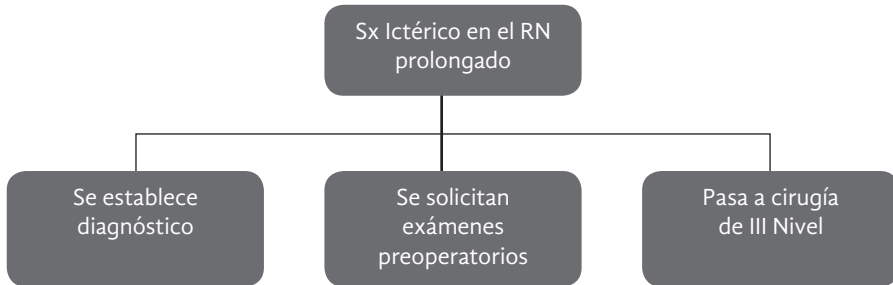 Sx Ictérico en el RN
prolongado
Se establece
diagnóstico
Se solicitan
exámenes
preoperatorios
Pasa a cirugía
de III Nivel